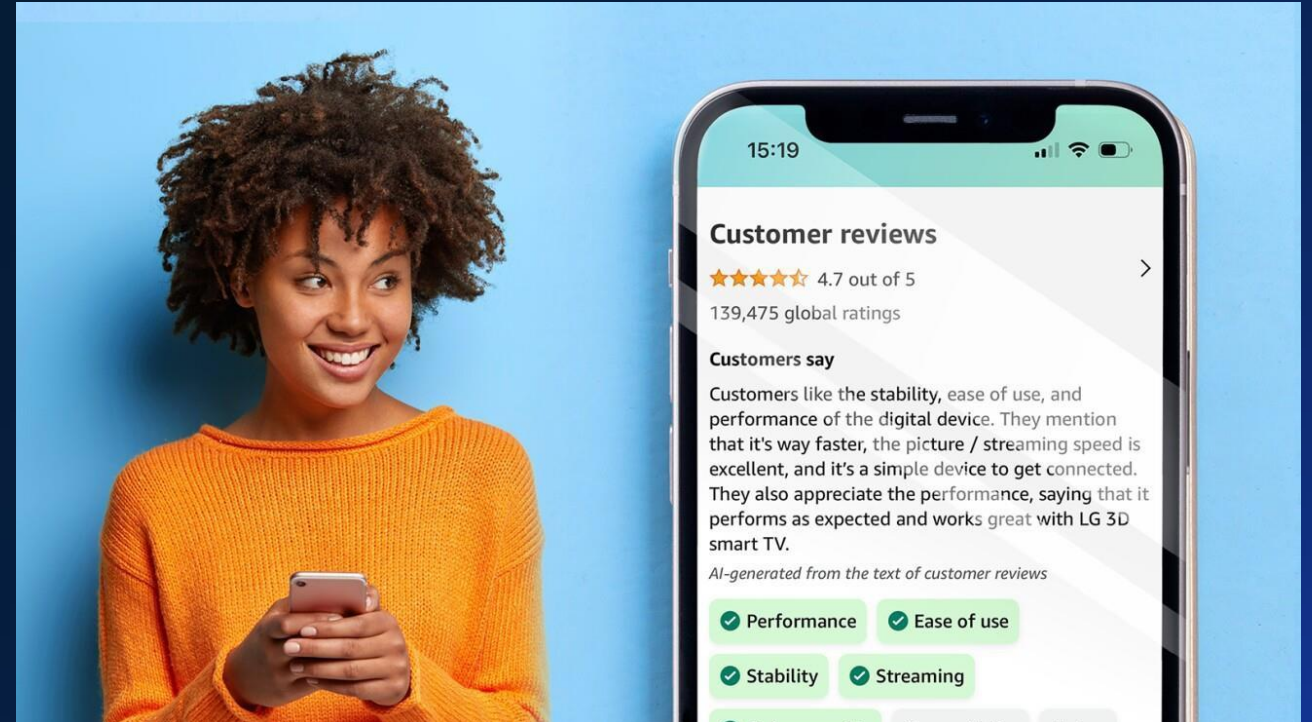 15:19
Customer reviews
4.7 out of 5
139,475 global ratings
Customers say
Customers like the stability, ease of use, and
performance of the digital device. They mention
that it's way faster, the picture / streaming speed is
excellent, and it's a simple device to get connected.
They also appreciate the performance, saying that it
performs as expected and works great with LG 3D
smart TV.
AI-generated from the text of customer reviews
Performance Ease of use
Stability Streaming